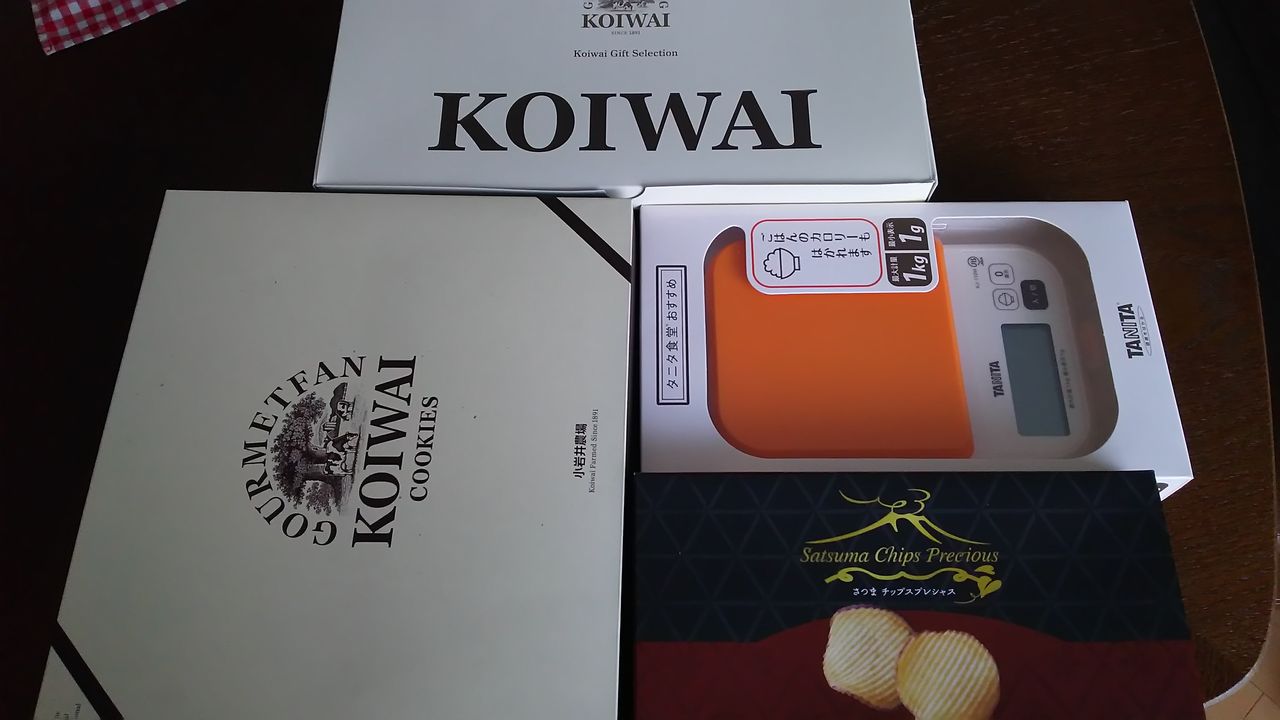 KOIWAI
SINCE 1891
Koiwai Gift Selection
KOIWAI
GOURMETFAN
KOIWAI
COOKIES
小岩井農場
Koiwai Farmed Since 1891
タニタ食堂 おすすめ
ごはんのカロリーも
はかれます
最大計量
1kg
最小表示
1g
TANITA
TANITA
Satsuma Chips Precious
さつま チップスプレシャス